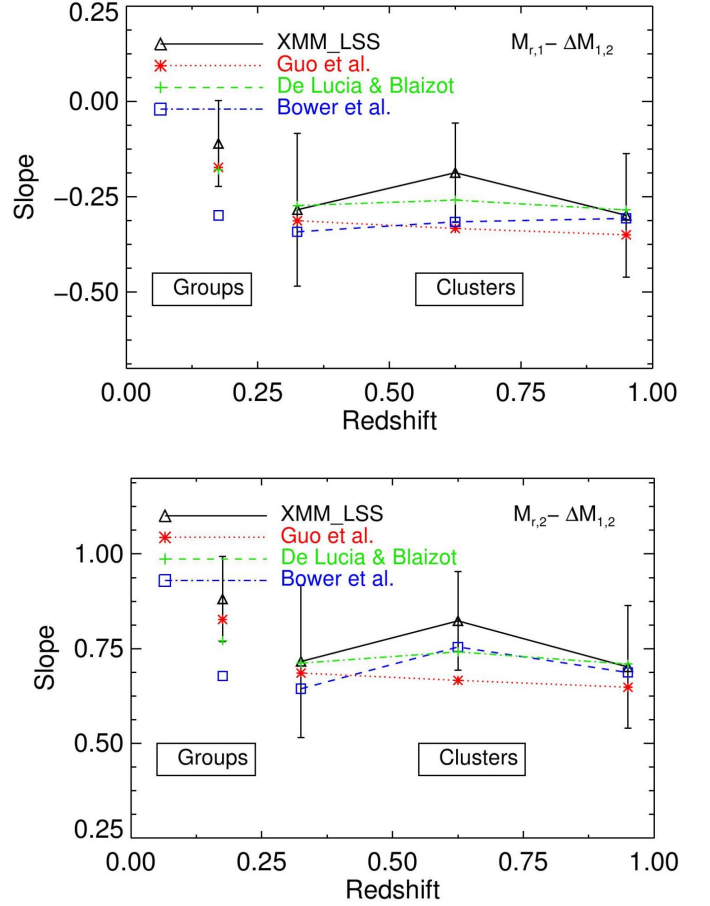 0.25
XMM_LSS
M_{r,1}− ΔM_{1,2}
Guo et al.
0.00
De Lucia & Blaizot
Bower et al.
Slope
−0.25
Groups
Clusters
−0.50
0.00 0.25 0.50 0.75 1.00
Redshift
XMM_LSS
M_{r,2}− ΔM_{1,2}
Guo et al.
1.00
De Lucia & Blaizot
Bower et al.
Slope
0.75
0.50
Groups
Clusters
0.25
0.00 0.25 0.50 0.75 1.00
Redshift